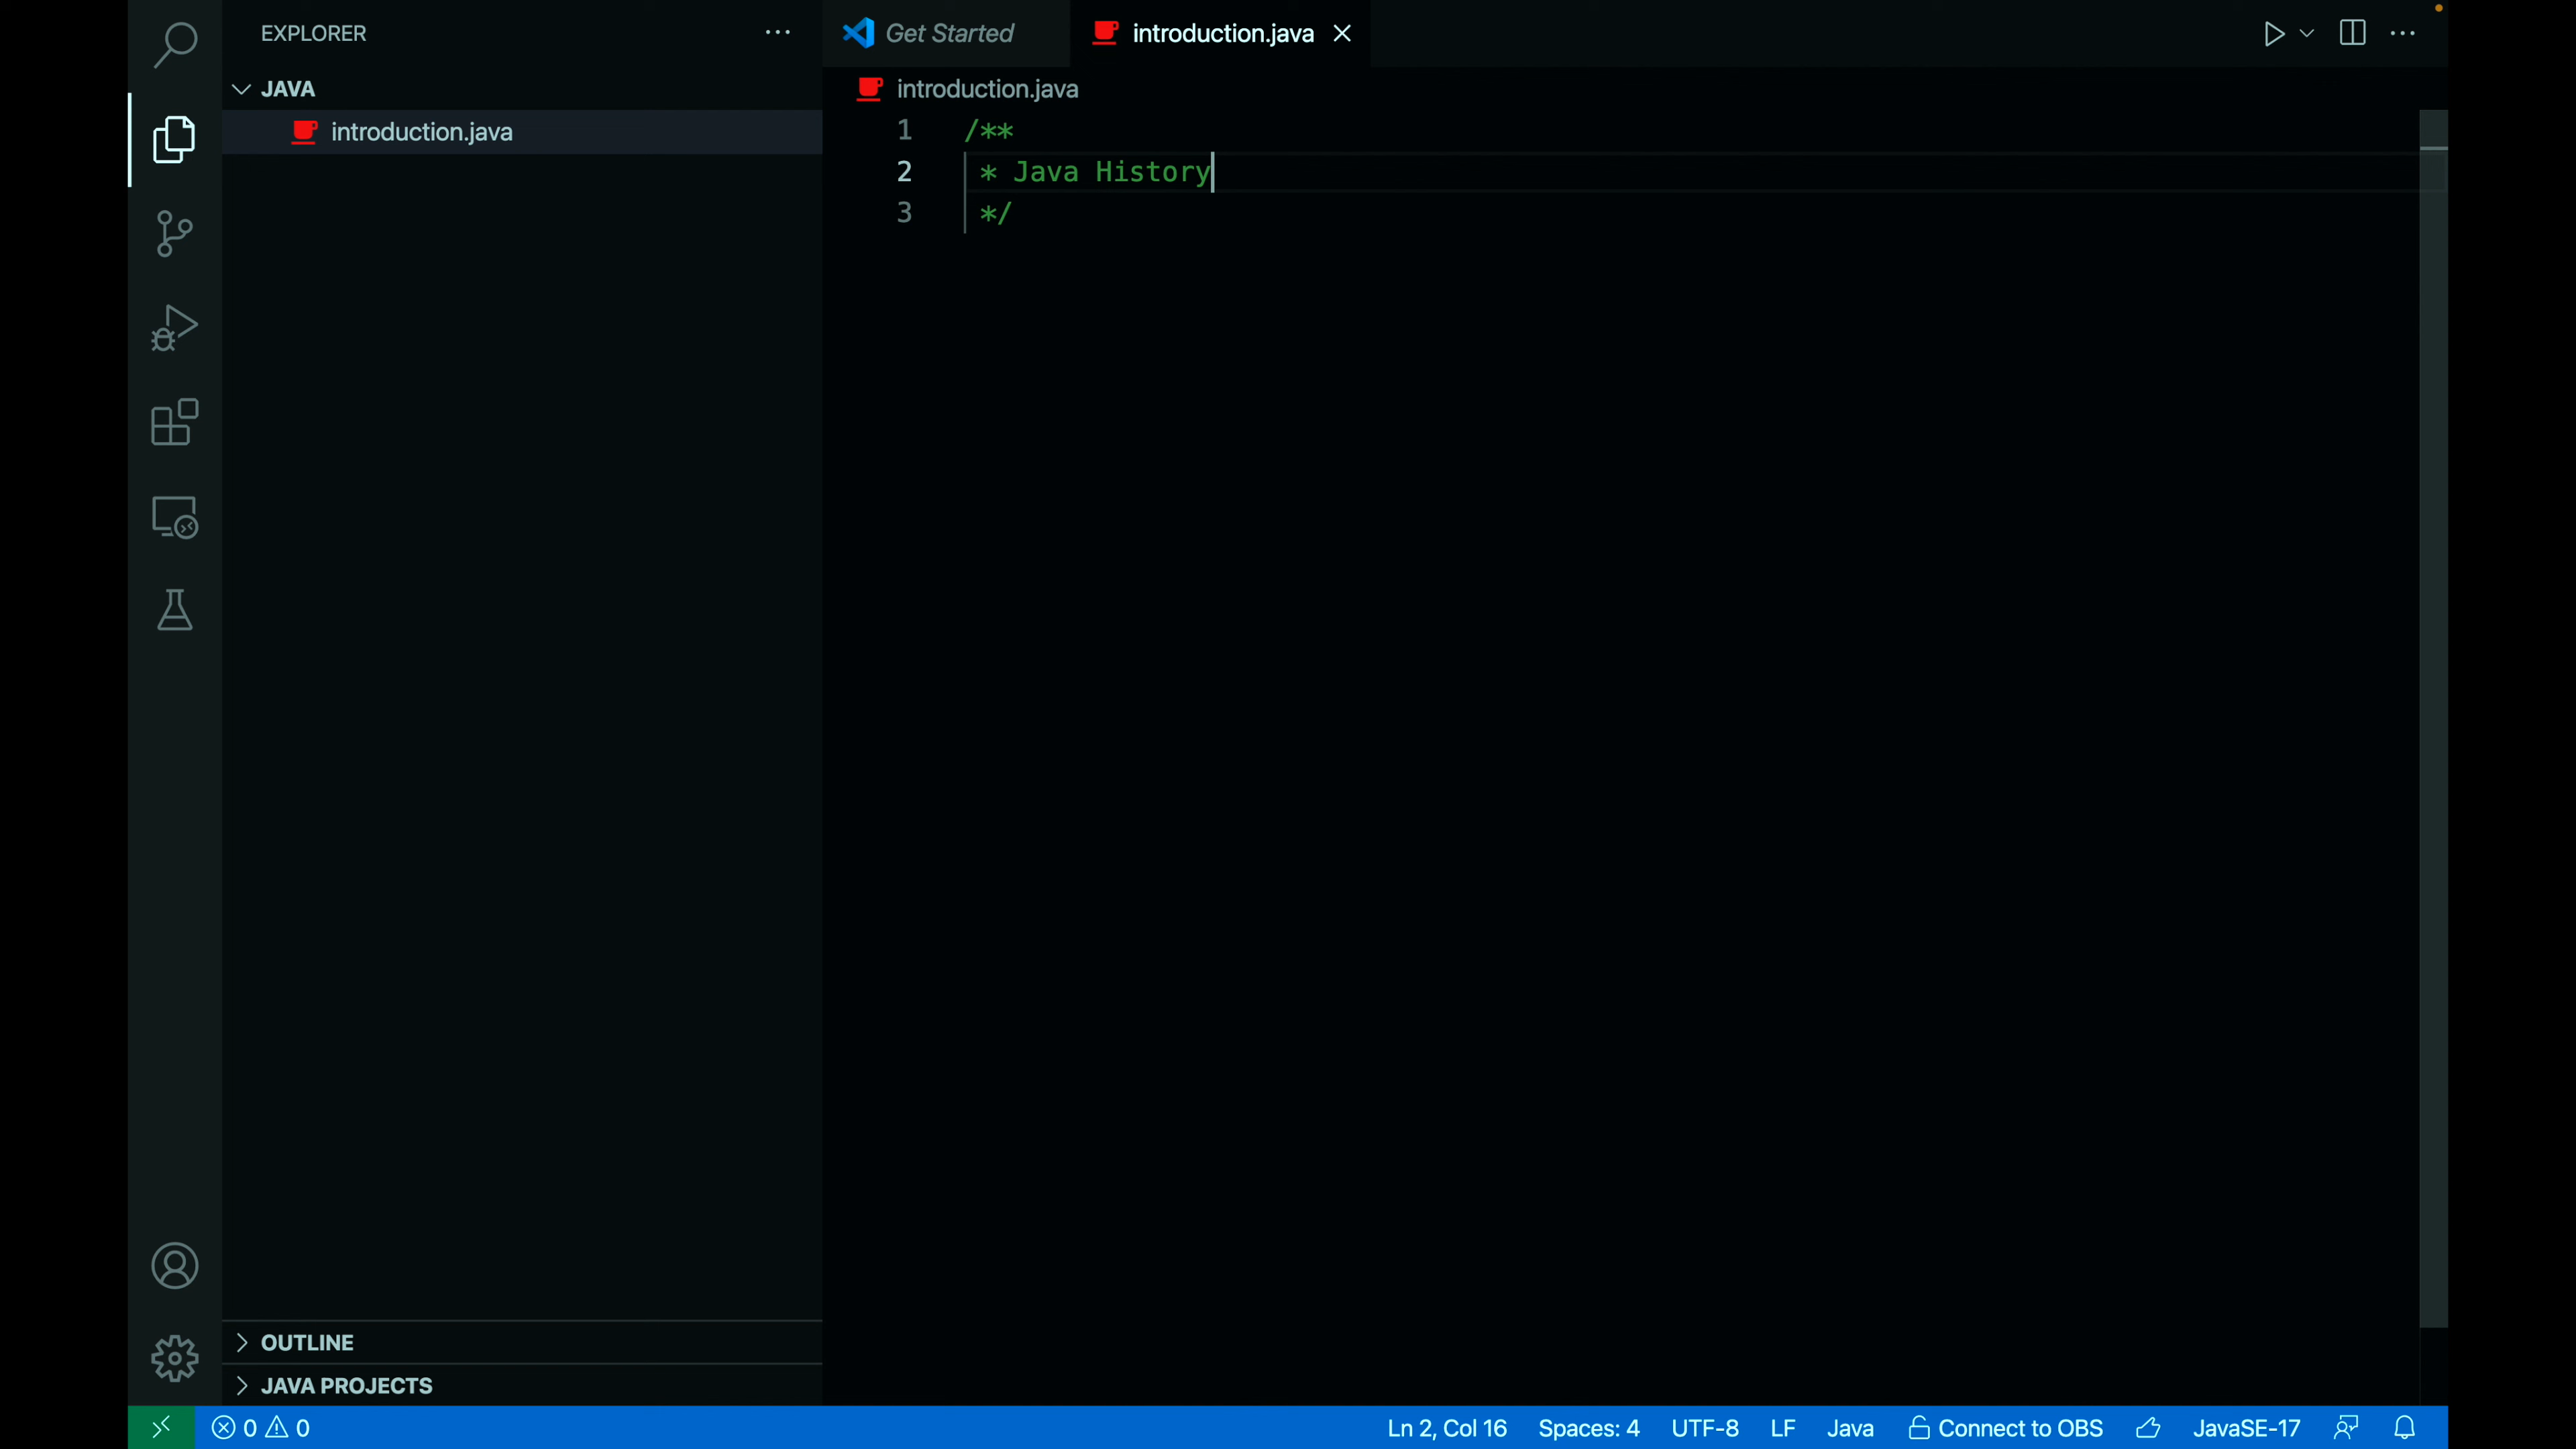 EXPLORER
JAVA
introduction.java
OUTLINE
JAVA PROJECTS
Get Started
introduction.java
introduction.java
1 /**
2 * Java History
3 */
0 0
Ln 2, Col 16 Spaces: 4 UTF-8 LF Java Connect to OBS JavaSE-17